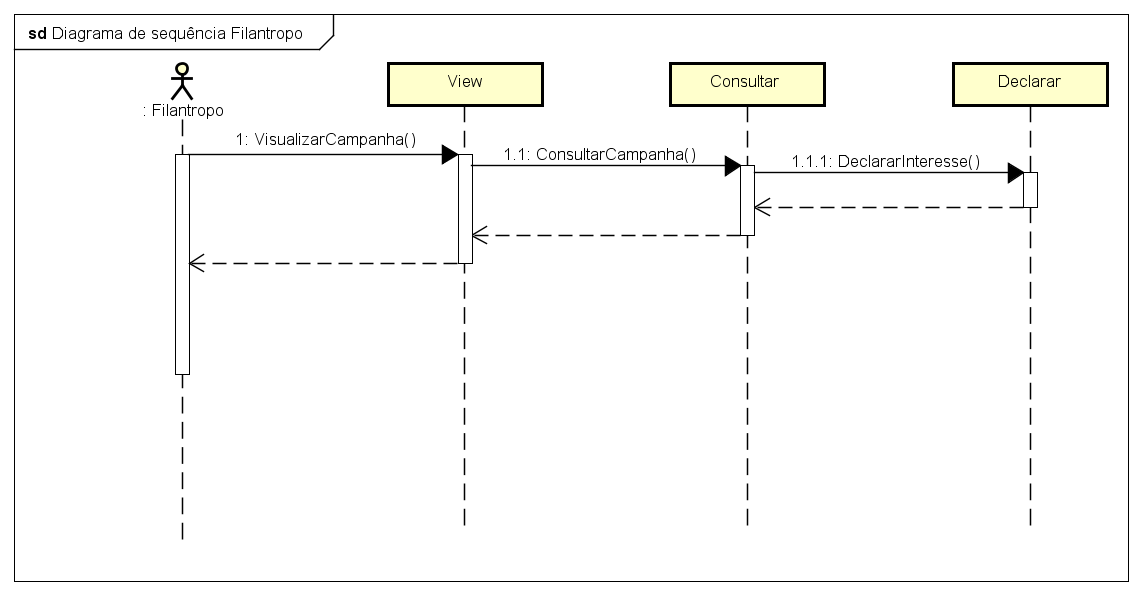 sd Diagrama de sequência Filantropo
View
Consultar
Declarar
: Filantropo
1: VisualizarCampanha()
1.1: ConsultarCampanha()
1.1.1: DeclararInteresse()